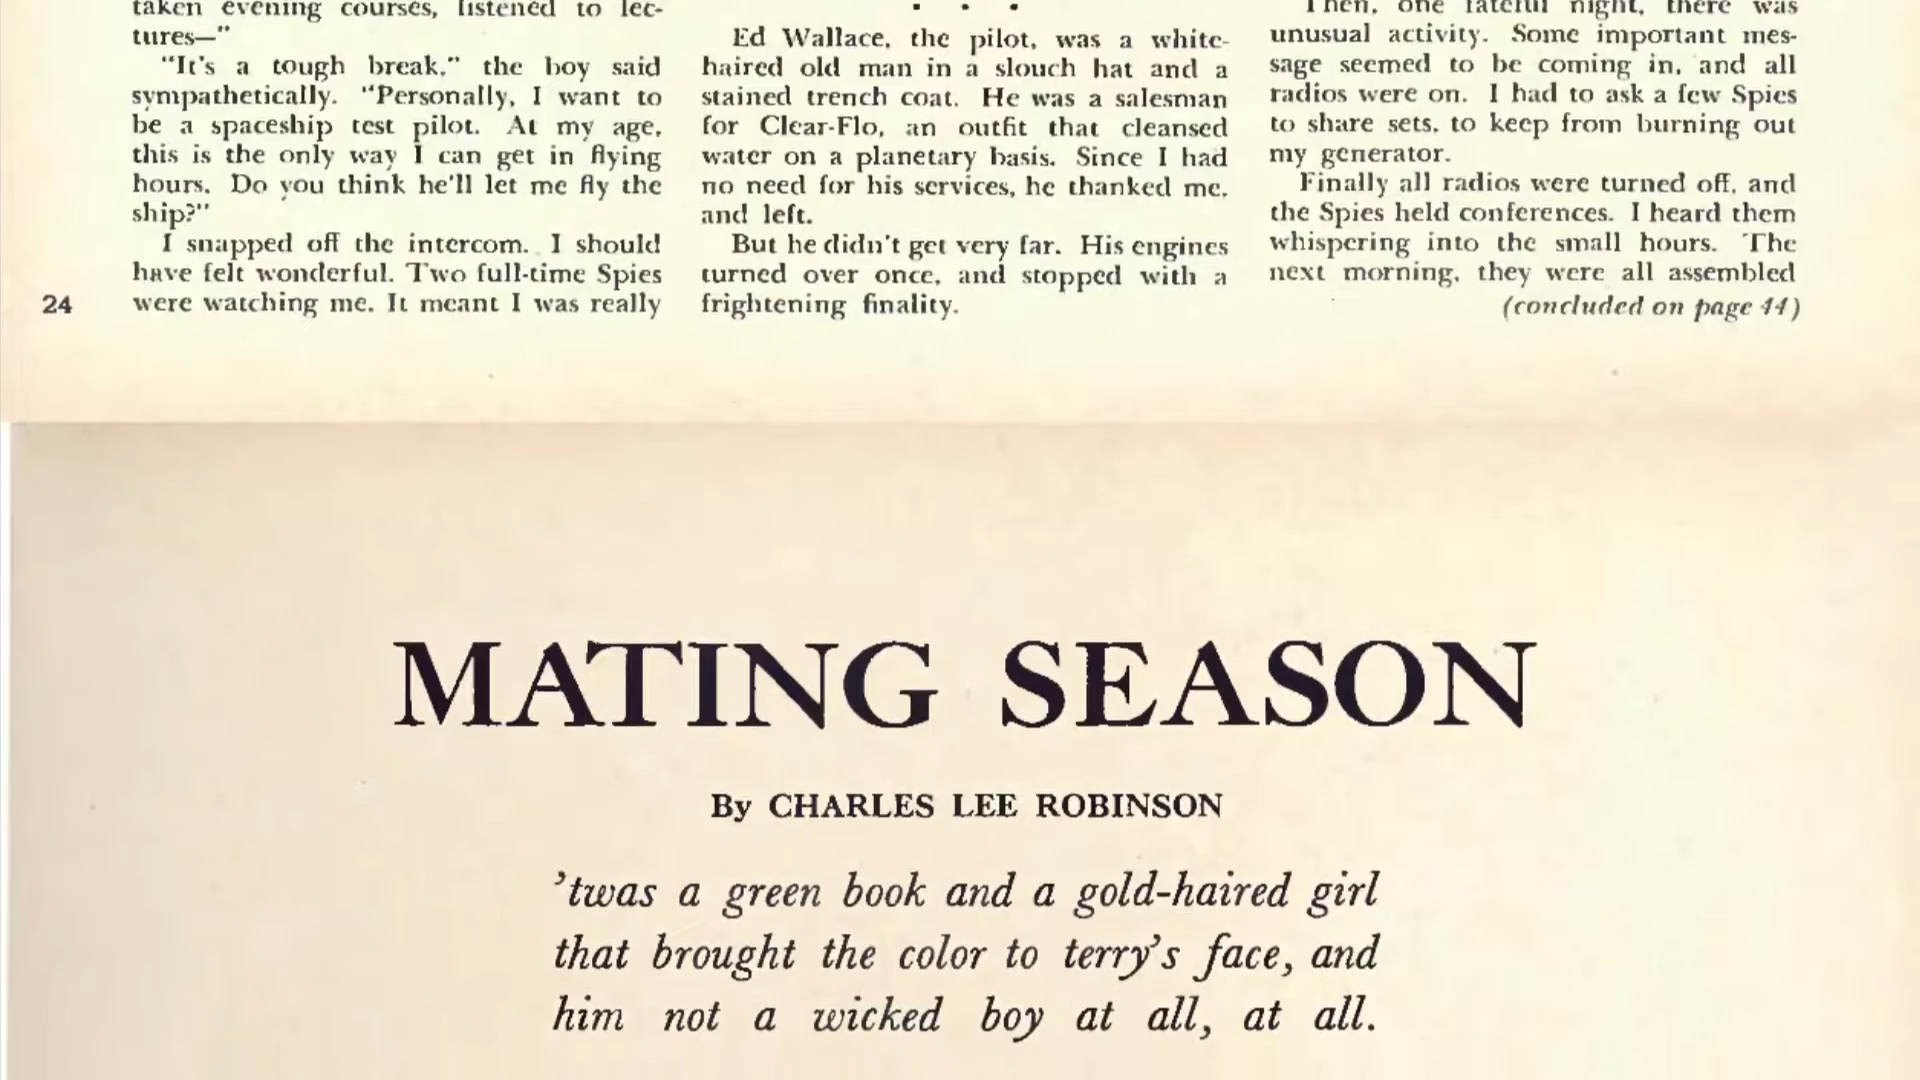 taken evening courses, listened to lec-
tures—"
"It's a tough break," the boy said
sympathetically. "Personally, I want to
be a spaceship test pilot. At my age,
this is the only way I can get in flying
hours. Do you think he'll let me fly the
ship?"
I snapped off the intercom. I should
have felt wonderful. Two full-time Spies
were watching me. It meant I was really
24
. . .
Ed Wallace, the pilot, was a white-
haired old man in a slouch hat and a
stained trench coat. He was a salesman
for Clear-Flo, an outfit that cleansed
water on a planetary basis. Since I had
no need for his services, he thanked me,
and left.
But he didn't get very far. His engines
turned over once, and stopped with a
frightening finality.
Then, one fateful night, there was
unusual activity. Some important mes-
sage seemed to be coming in, and all
radios were on. I had to ask a few Spies
to share sets, to keep from burning out
my generator.
Finally all radios were turned off, and
the Spies held conferences. I heard them
whispering into the small hours. The
next morning, they were all assembled
(concluded on page 44)
MATING SEASON
By CHARLES LEE ROBINSON
'twas a green book and a gold-haired girl
that brought the color to terry's face, and
him not a wicked boy at all, at all.